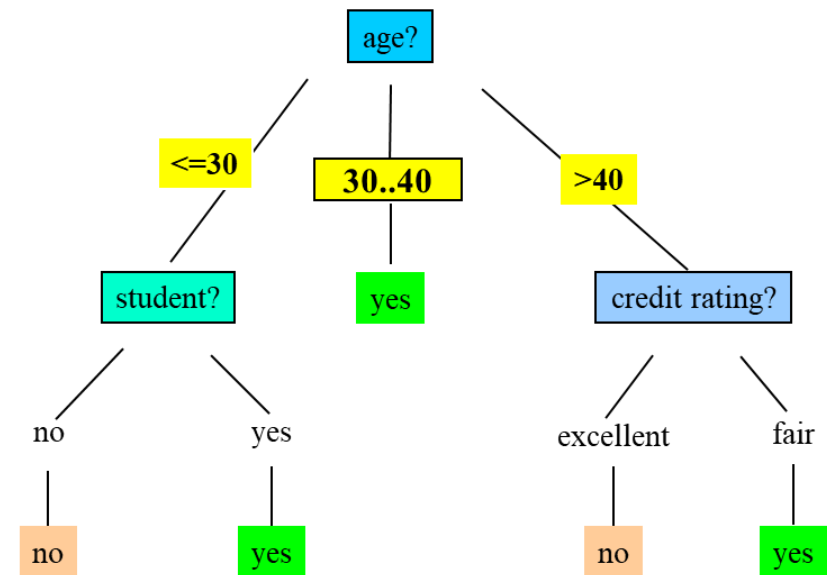 age?
<=30
30..40
>40
student?
yes
credit rating?
no
yes
excellent
fair
no
yes
no
yes